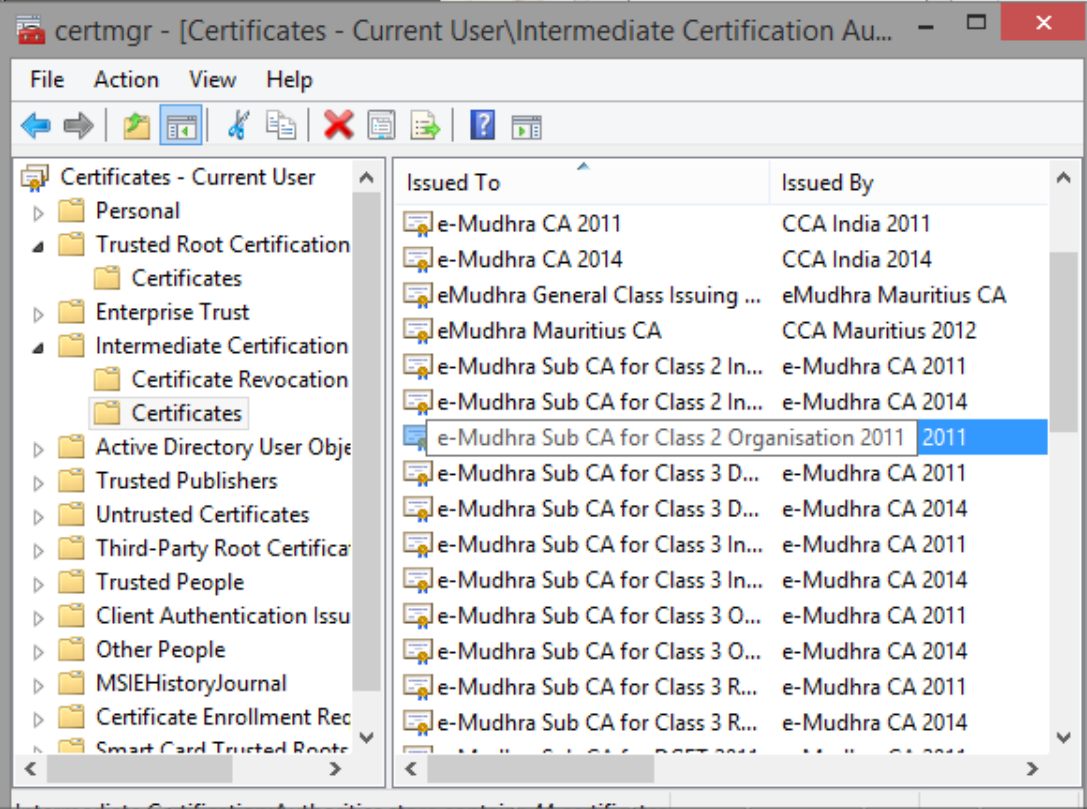 certmgr - [Certificates - Current User\Intermediate Certification Au...
File Action View Help
Certificates - Current User
Personal
Trusted Root Certification
Certificates
Enterprise Trust
Intermediate Certification
Certificate Revocation
Certificates
Active Directory User Obje
Trusted Publishers
Untrusted Certificates
Third-Party Root Certifica
Trusted People
Client Authentication Issu
Other People
MSIEHistoryJournal
Certificate Enrollment Rec
Smart Card Trusted Roots
Issued To Issued By
e-Mudhra CA 2011 CCA India 2011
e-Mudhra CA 2014 CCA India 2014
eMudhra General Class Issuing ... eMudhra Mauritius CA
eMudhra Mauritius CA CCA Mauritius 2012
e-Mudhra Sub CA for Class 2 In... e-Mudhra CA 2011
e-Mudhra Sub CA for Class 2 In... e-Mudhra CA 2014
e-Mudhra Sub CA for Class 2 Organisation 2011 2011
e-Mudhra Sub CA for Class 3 D... e-Mudhra CA 2011
e-Mudhra Sub CA for Class 3 D... e-Mudhra CA 2014
e-Mudhra Sub CA for Class 3 In... e-Mudhra CA 2011
e-Mudhra Sub CA for Class 3 In... e-Mudhra CA 2014
e-Mudhra Sub CA for Class 3 O... e-Mudhra CA 2011
e-Mudhra Sub CA for Class 3 O... e-Mudhra CA 2014
e-Mudhra Sub CA for Class 3 R... e-Mudhra CA 2011
e-Mudhra Sub CA for Class 3 R... e-Mudhra CA 2014